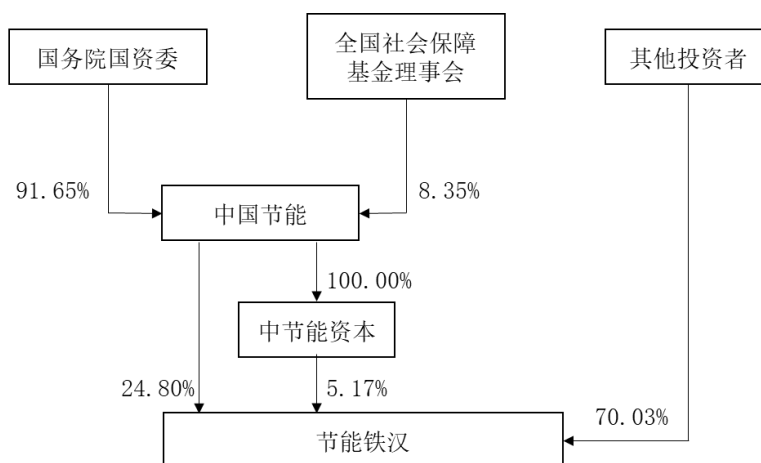 国务院国资委
全国社会保障
基金理事会
其他投资者
91.65%
8.35%
中国节能
100.00%
中节能资本
24.80%
5.17%
70.03%
节能铁汉